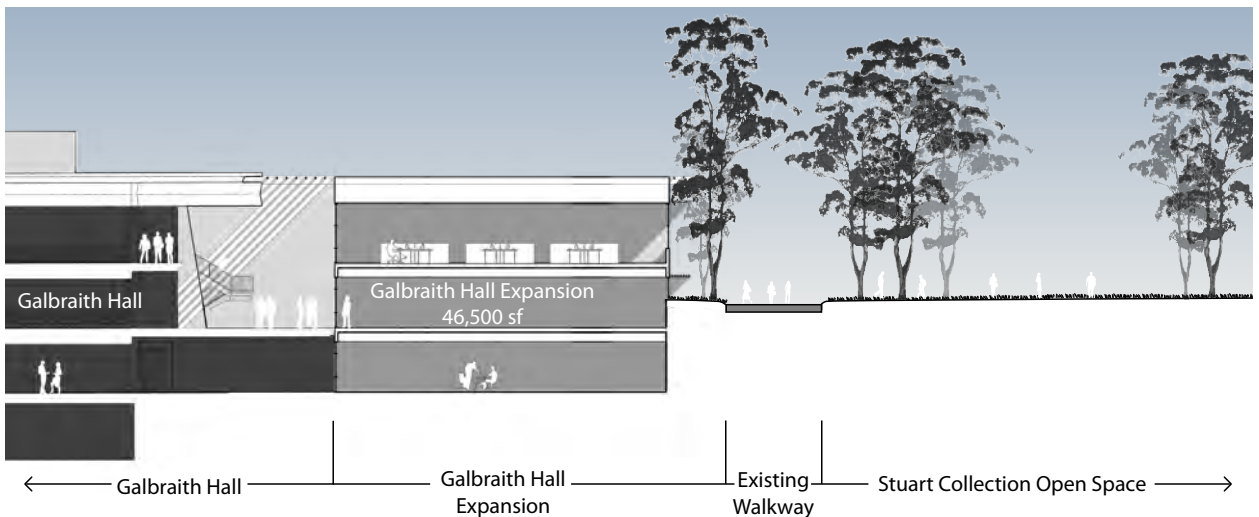 Galbraith Hall
Galbraith Hall Expansion
46,500 sf
Galbraith Hall
Galbraith Hall
Expansion
Existing
Walkway
Stuart Collection Open Space